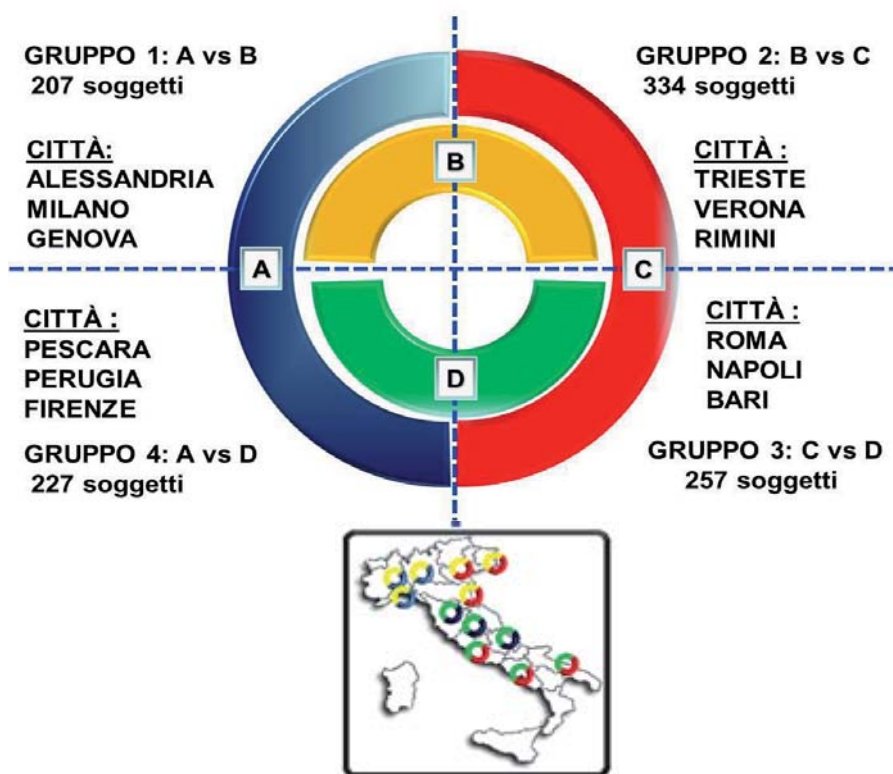 GRUPPO 1: A vs B
207 soggetti
CITTÀ:
ALESSANDRIA
MILANO
GENOVA
GRUPPO 2: B vs C
334 soggetti
CITTÀ :
TRIESTE
VERONA
RIMINI
B
A
C
D
CITTÀ :
PESCARA
PERUGIA
FIRENZE
GRUPPO 4: A vs D
227 soggetti
CITTÀ :
ROMA
NAPOLI
BARI
GRUPPO 3: C vs D
257 soggetti